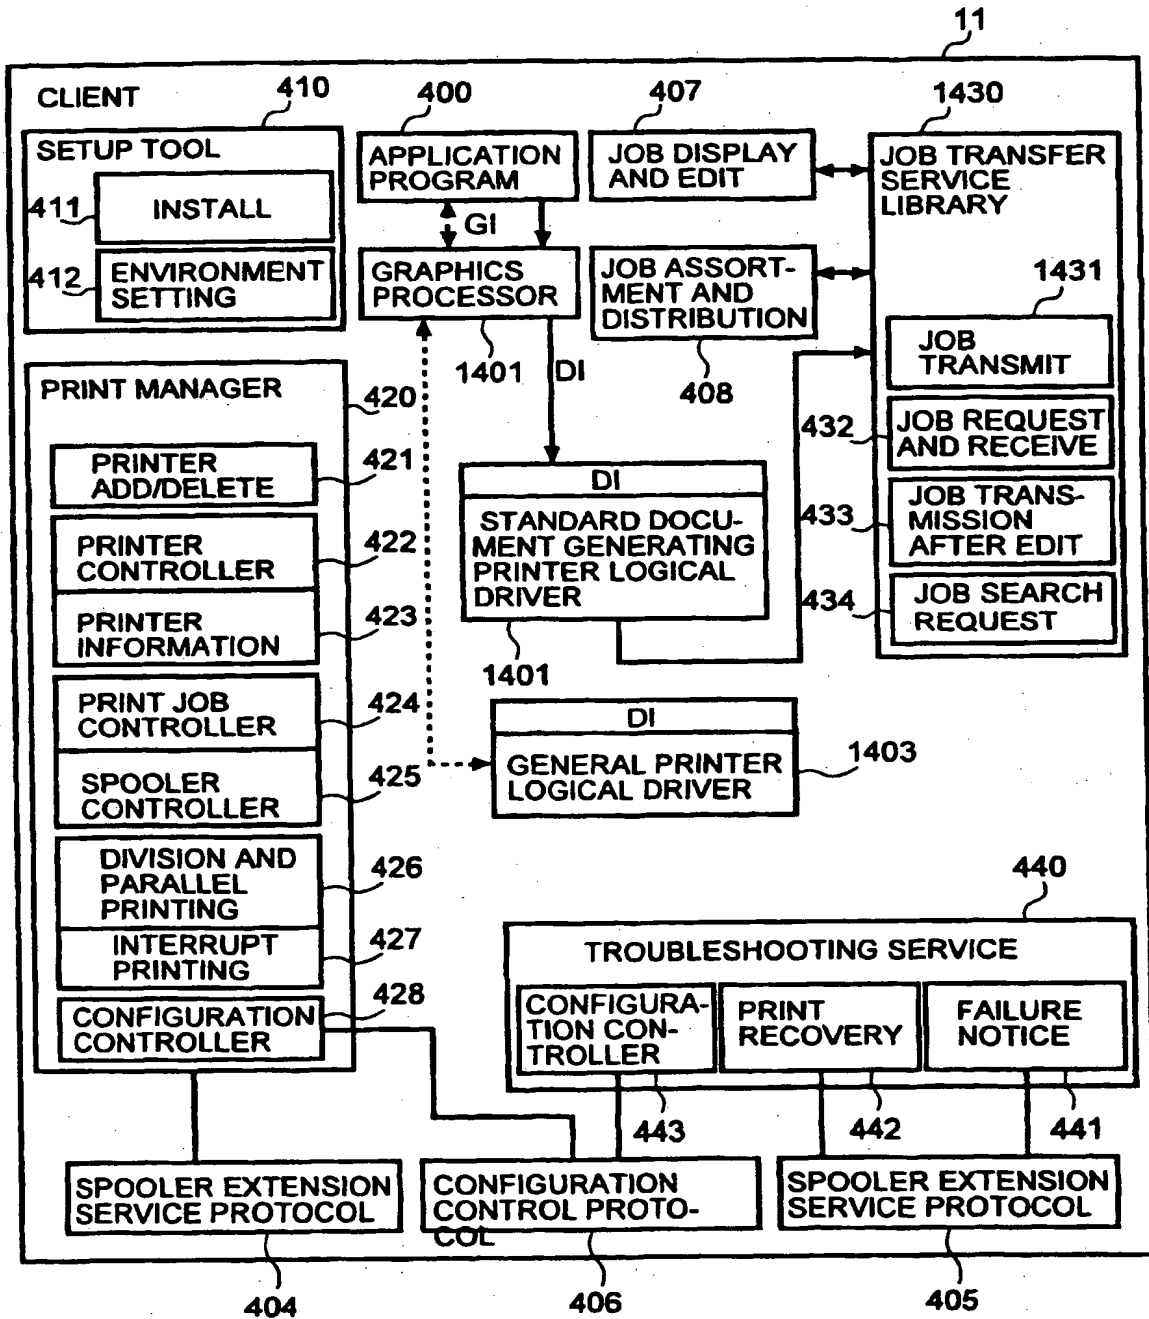 11
CLIENT
410
400
407
1430
SETUP TOOL
411
INSTALL
412
ENVIRONMENT
SETTING
APPLICATION
PROGRAM
GI
GRAPHICS
PROCESSOR
1401
DI
JOB DISPLAY
AND EDIT
JOB ASSORT-
MENT AND
DISTRIBUTION
408
JOB TRANSFER
SERVICE
LIBRARY
1431
JOB
TRANSMIT
432
JOB REQUEST
AND RECEIVE
433
JOB TRANS-
MISSION
AFTER EDIT
434
JOB SEARCH
REQUEST
PRINT MANAGER
420
PRINTER
ADD/DELETE
421
PRINTER
CONTROLLER
422
PRINTER
INFORMATION
423
PRINT JOB
CONTROLLER
424
SPOOLER
CONTROLLER
425
DIVISION AND
PARALLEL
PRINTING
426
INTERRUPT
PRINTING
427
CONFIGURATION
CONTROLLER
428
DI
STANDARD DOCU-
MENT GENERATING
PRINTER LOGICAL
DRIVER
1401
DI
GENERAL PRINTER
LOGICAL DRIVER
1403
440
TROUBLESHOOTING SERVICE
CONFIGURA-
TION CON-
TROLLER
443
PRINT
RECOVERY
442
FAILURE
NOTICE
441
SPOOLER EXTENSION
SERVICE PROTOCOL
404
CONFIGURATION
CONTROL PROTO-
COL
406
SPOOLER EXTENSION
SERVICE PROTOCOL
405